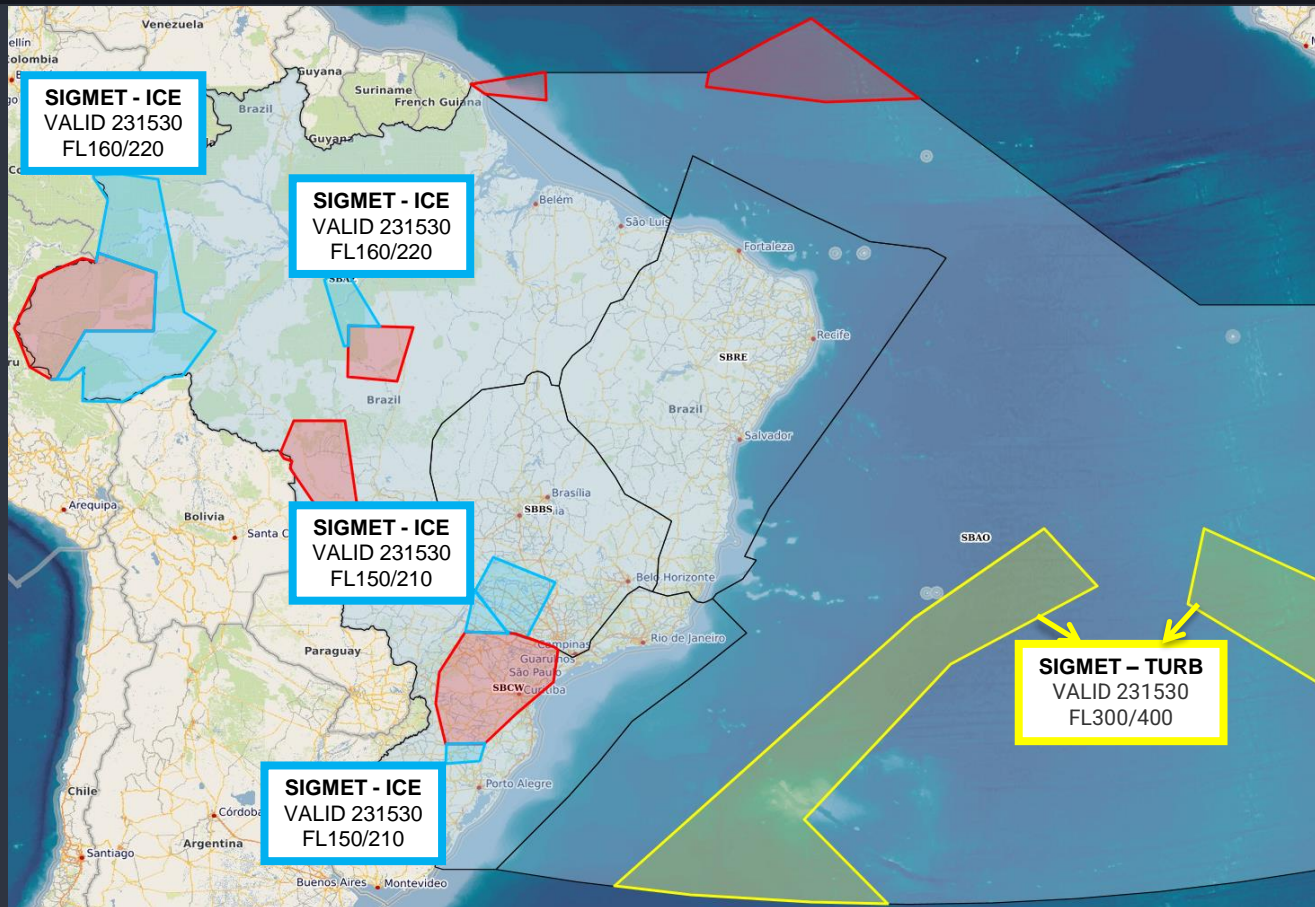 Venezuela
Colombia
Guyana
Suriname
French Guiana
Brazil
Guyana
SIGMET - ICE
VALID 231530
FL160/220
SIGMET - ICE
VALID 231530
FL160/220
Belém
São Luís
Fortaleza
Recife
SBRE
Brazil
Brazil
Salvador
Brasília
SBBS
Arequipa
Bolivia
Santa C
SBAO
SIGMET - ICE
VALID 231530
FL150/210
Belo Horizonte
Rio de Janeiro
Campinas
Guarulhos
São Paulo
Paraguay
SBCW
Curitiba
SIGMET – TURB
VALID 231530
FL300/400
SIGMET - ICE
VALID 231530
FL150/210
Porto Alegre
Chile
Córdoba
Argentina
Santiago
Buenos Aires
Montevideo